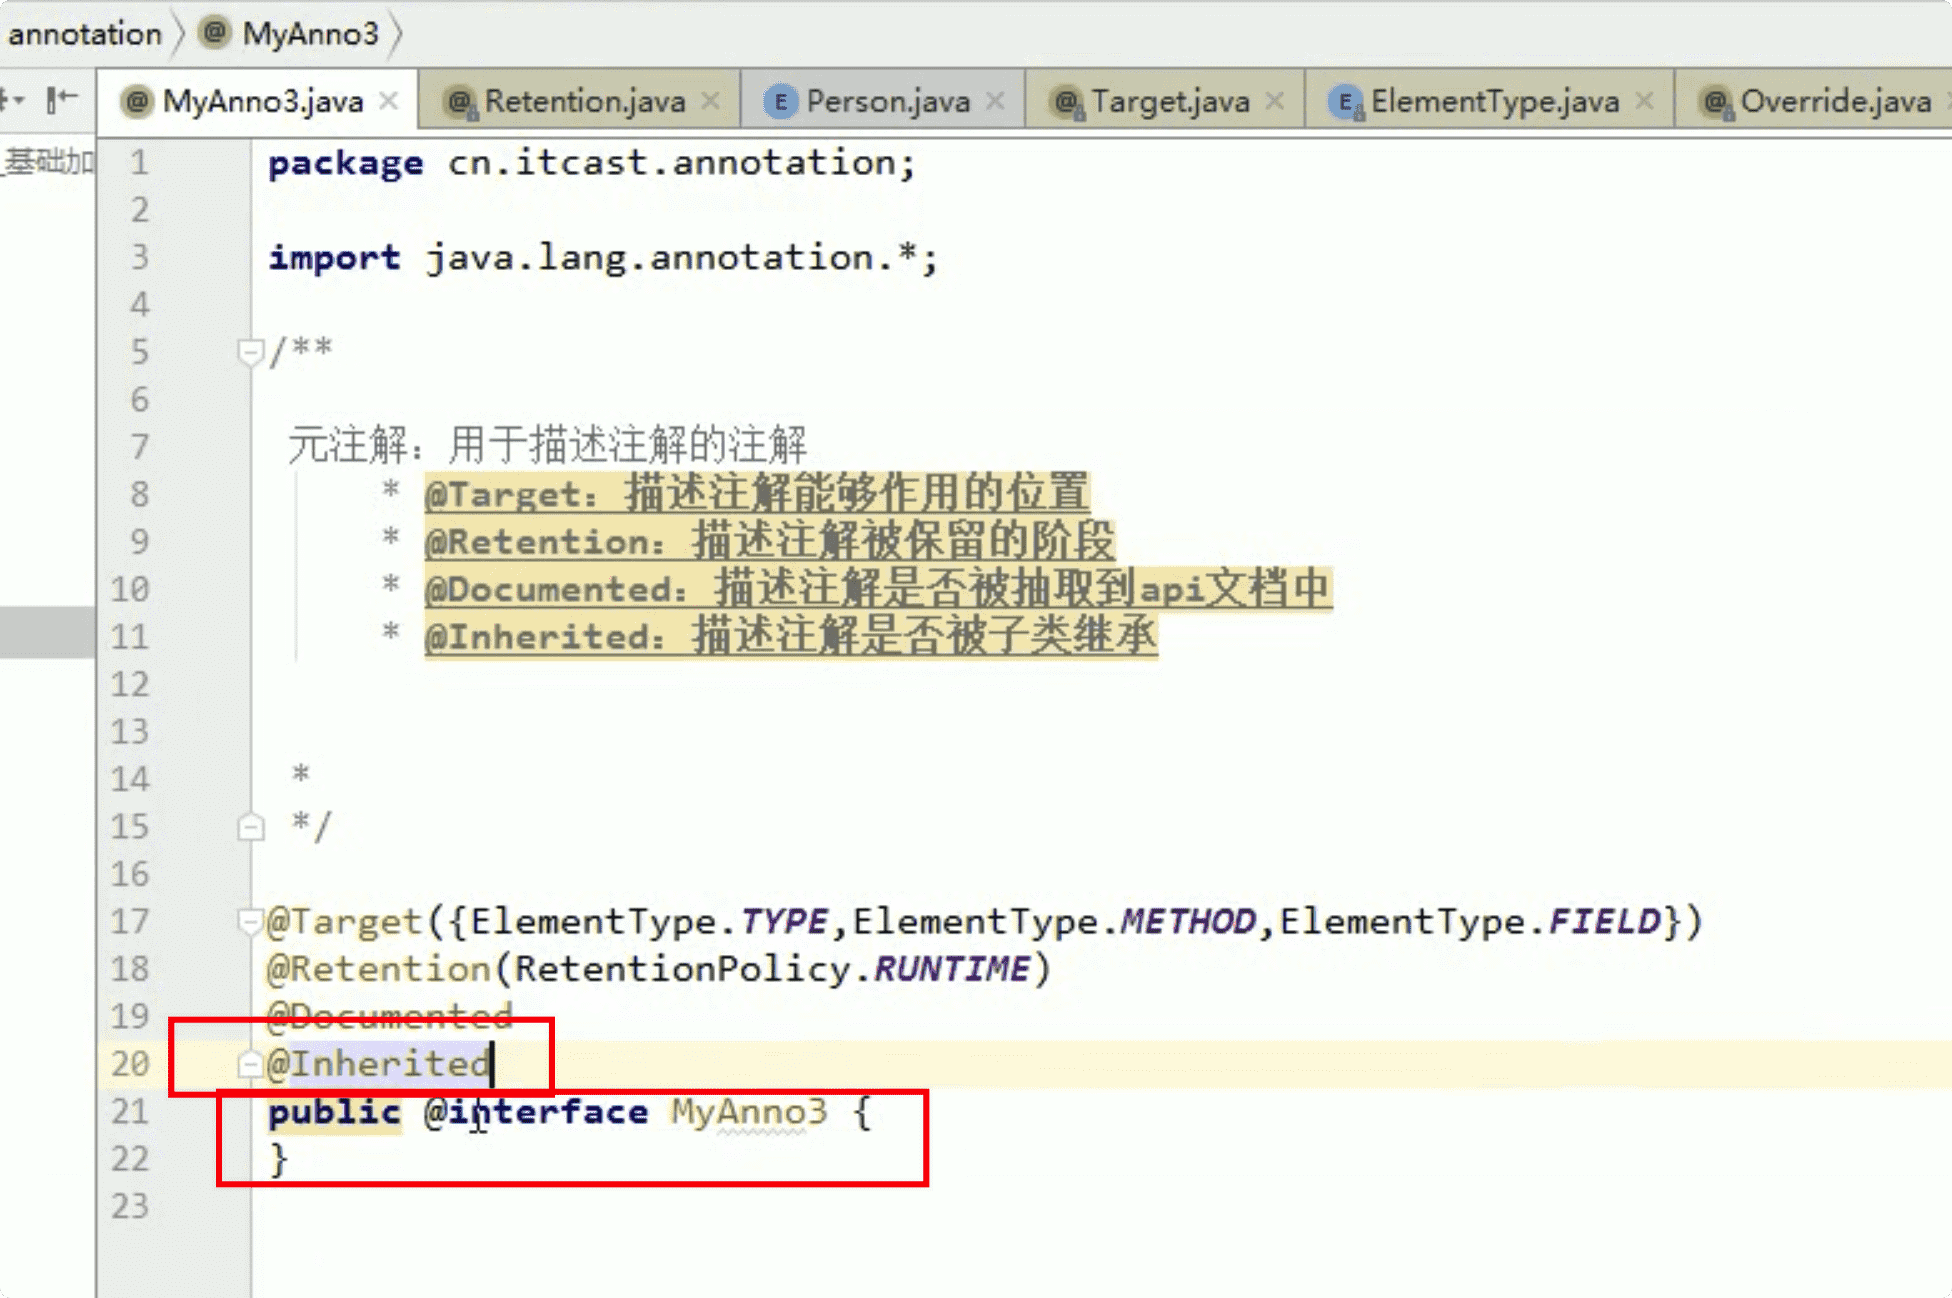 annotation MyAnno3
MyAnno3.java Retention.java Person.java Target.java ElementType.java Override.java
_基础加
1 package cn.itcast.annotation;
2
3 import java.lang.annotation.*;
4
5 /**
6
7 元注解：用于描述注解的注解
8 * @Target：描述注解能够作用的位置
9 * @Retention：描述注解被保留的阶段
10 * @Documented：描述注解是否被抽取到api文档中
11 * @Inherited：描述注解是否被子类继承
12
13
14 *
15 */
16
17 @Target({ElementType.TYPE,ElementType.METHOD,ElementType.FIELD})
18 @Retention(RetentionPolicy.RUNTIME)
19 @Documented
20 @Inherited
21 public @interface MyAnno3 {
22 }
23